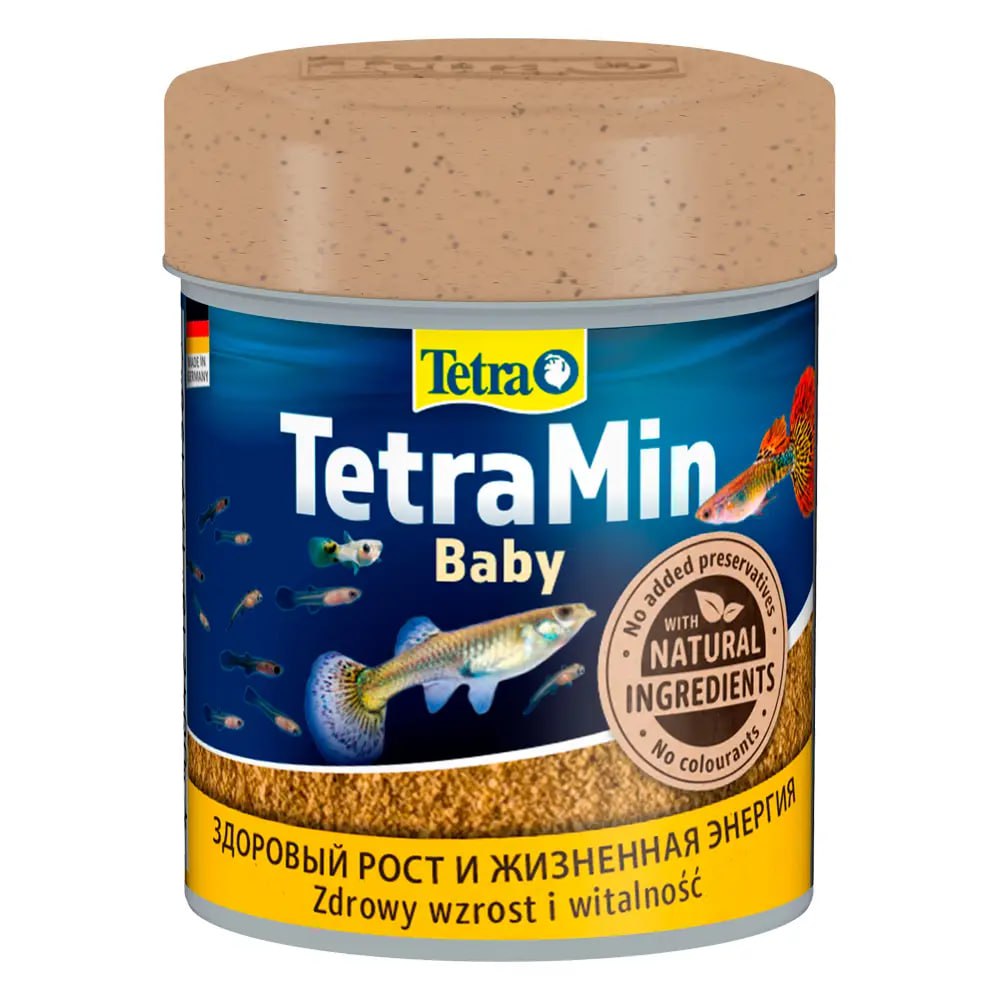 MADE IN
GERMANY
Tetra
TetraMin
Baby
No added preservatives
WITH
NATURAL
INGREDIENTS
No colourants
ЗДОРОВЫЙ РОСТ И ЖИЗНЕННАЯ ЭНЕРГИЯ
Zdrowy wzrost i witalność